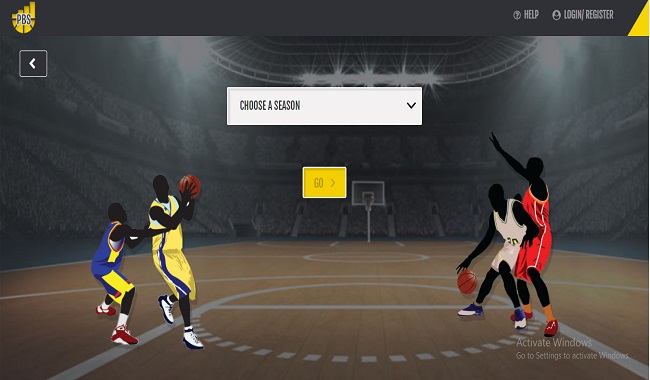 PBS
HELP
LOGIN/ REGISTER
CHOOSE A SEASON
GO
Activate Windows
Go to Settings to activate Windows.